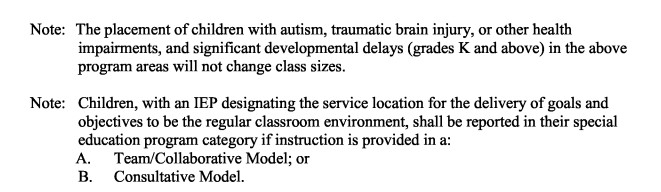 Note: The placement of children with autism, traumatic brain injury, or other health
impairments, and significant developmental delays (grades K and above) in the above
program areas will not change class sizes.
Note: Children, with an IEP designating the service location for the delivery of goals and
objectives to be the regular classroom environment, shall be reported in their special
education program category if instruction is provided in a:
A. Team/Collaborative Model; or
B. Consultative Model.